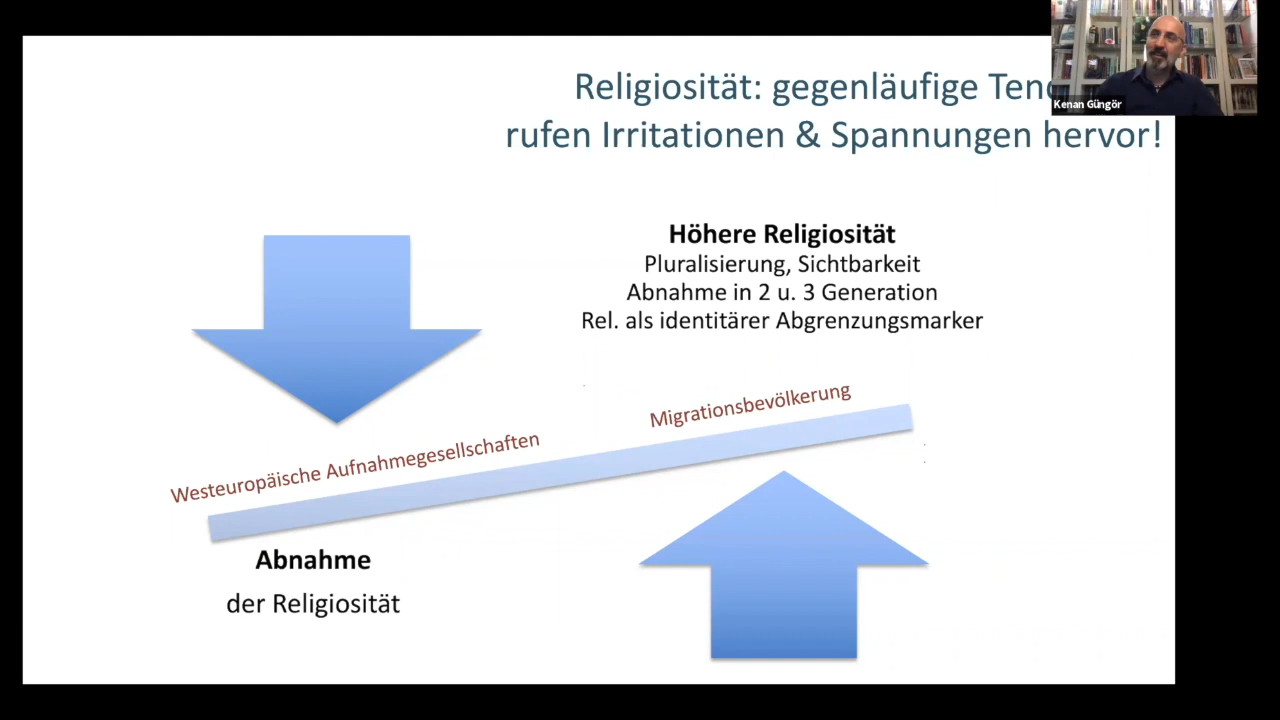 Religiosität: gegenläufige
rufen Irritationen & Spannungen hervor!
Kenan Güngör
Höhere Religiosität
Pluralisierung, Sichtbarkeit
Abnahme in 2 u. 3 Generation
Rel. als identitärer Abgrenzungsmarker
Migrationsbevölkerung
Westeuropäische Aufnahmegesellschaften
Abnahme
der Religiosität